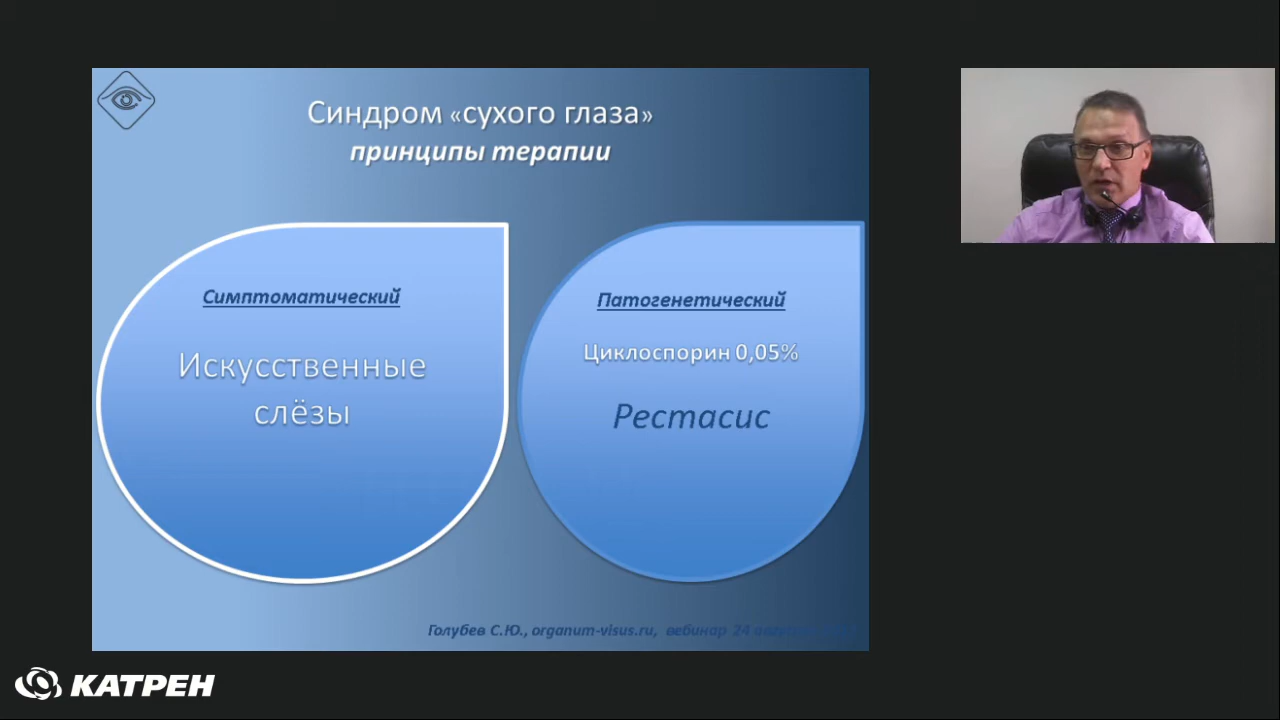 Синдром «сухого глаза»
принципы терапии
Симптоматический
Искусственные
слёзы
Патогенетический
Циклоспорин 0,05%
Рестасис
Голубев С.Ю., organum-visus.ru, вебинар 24
КАТРЕН